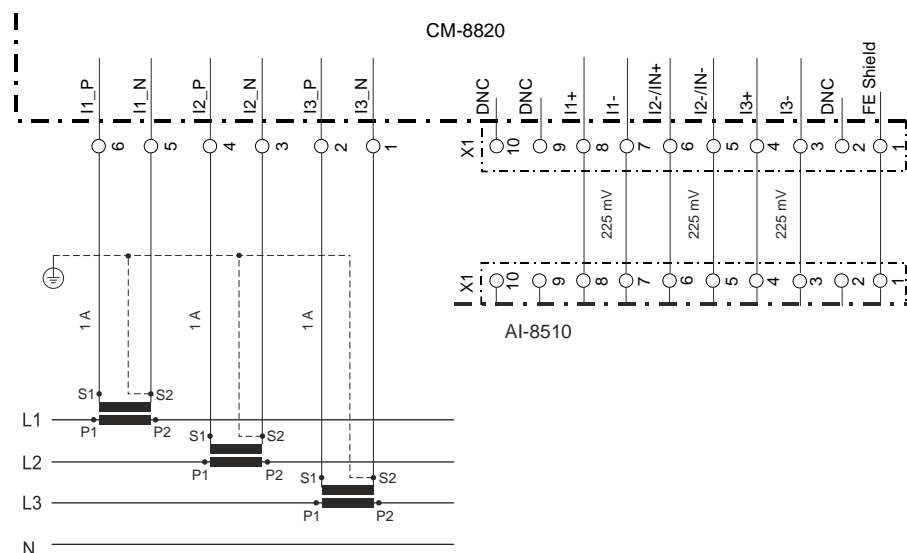 CM-8820
I1_P
I1_N
I2_P
I2_N
I3_P
I3_N
DNC
DNC
I1+
I1-
I2-/IN+
I2-/IN-
I3+
I3-
DNC
FE Shield
6
5
4
3
2
1
X1
10
9
8
7
6
5
4
3
2
1
225 mV
225 mV
225 mV
X1
10
9
8
7
6
5
4
3
2
1
AI-8510
1 A
1 A
1 A
S1
S2
L1
P1
P2
S1
S2
L2
P1
P2
S1
S2
L3
P1
P2
N